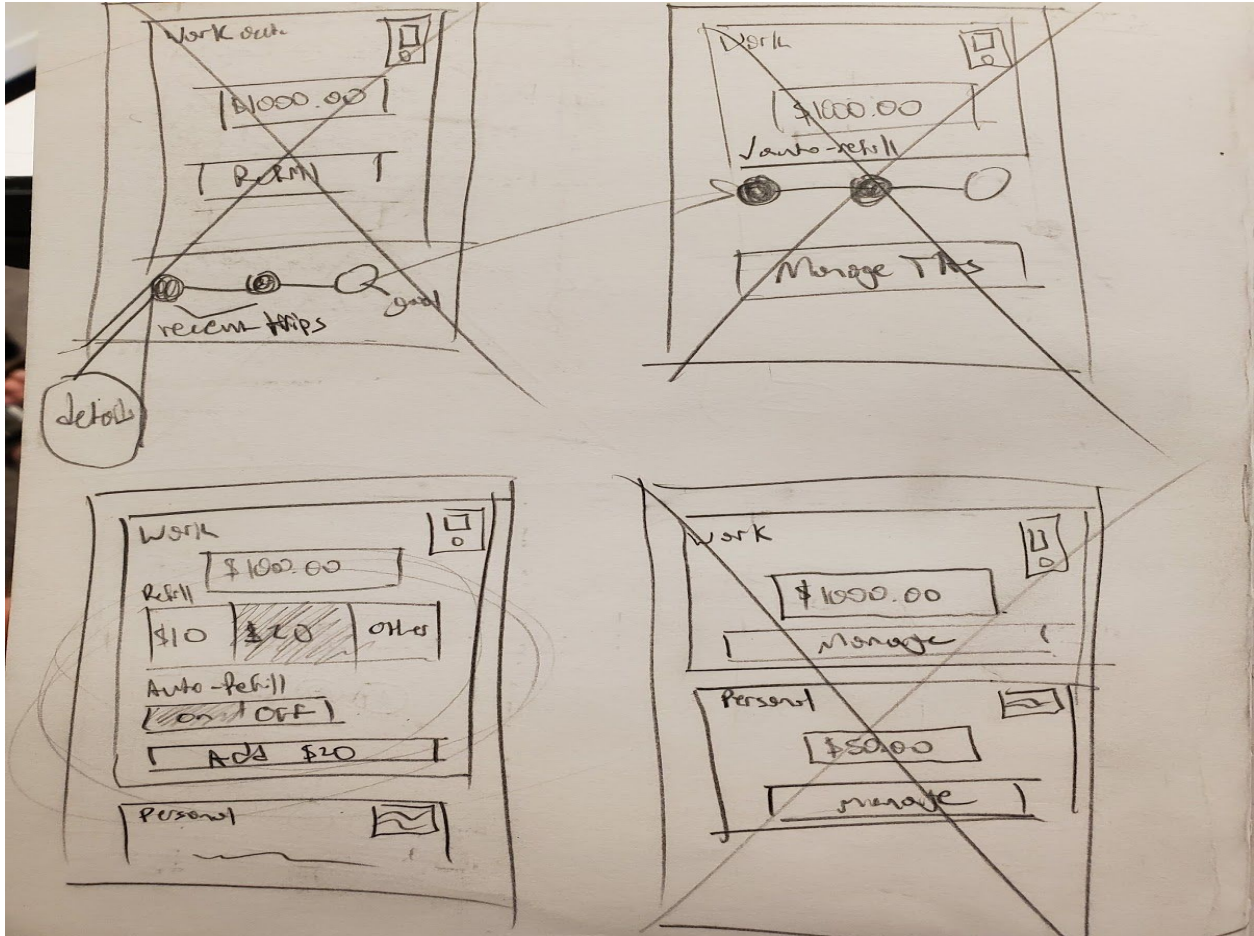 Work
$1000.00
recent trips
goal
details
Work
$1000.00
auto-refill
Manage
Work
$1000.00
Refill
$10 $20 Other
Auto-Refill
On OFF
Add $20
Personal
Work
$1000.00
Manage
Personal
$50.00
manage